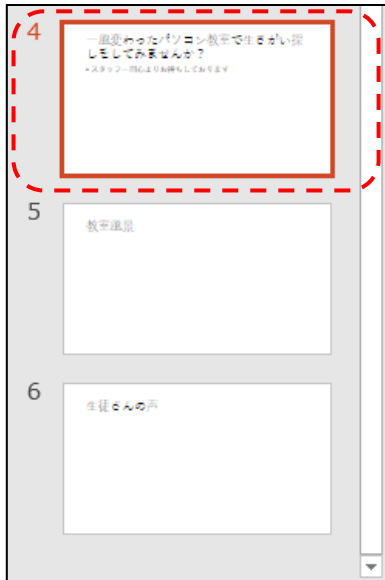 4
一風変わったパソコン教室で生きがい探
しをしてみませんか？
・スタッフ一同心よりお待ちしております
5
教室風景
6
生徒さんの声